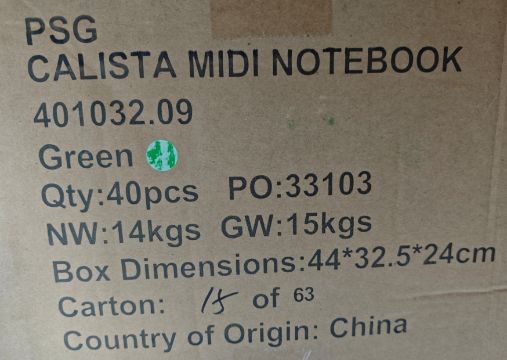 PSG
CALISTA MIDI NOTEBOOK
401032.09
Green
Qty:40pcs PO:33103
NW:14kgs GW:15kgs
Box Dimensions:44*32.5*24cm
Carton: 15 of 63
Country of Origin: China